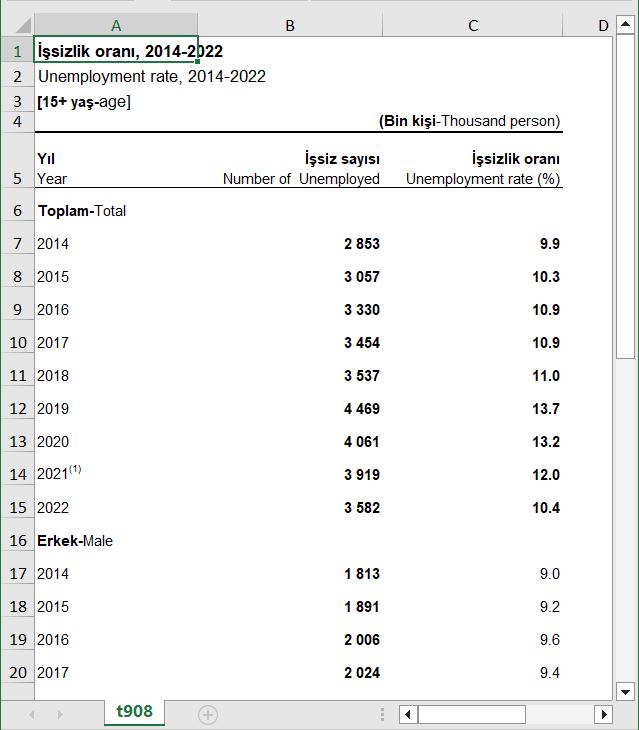 A B C D
1 İşsizlik oranı, 2014-2022
2 Unemployment rate, 2014-2022
3 [15+ yaş-age]
4 (Bin kişi-Thousand person)
Yıl İşsiz sayısı İşsizlik oranı
5 Year Number of Unemployed Unemployment rate (%)
6 Toplam-Total
7 2014 2 853 9.9
8 2015 3 057 10.3
9 2016 3 330 10.9
10 2017 3 454 10.9
11 2018 3 537 11.0
12 2019 4 469 13.7
13 2020 4 061 13.2
14 2021(1) 3 919 12.0
15 2022 3 582 10.4
16 Erkek-Male
17 2014 1 813 9.0
18 2015 1 891 9.2
19 2016 2 006 9.6
20 2017 2 024 9.4
t908